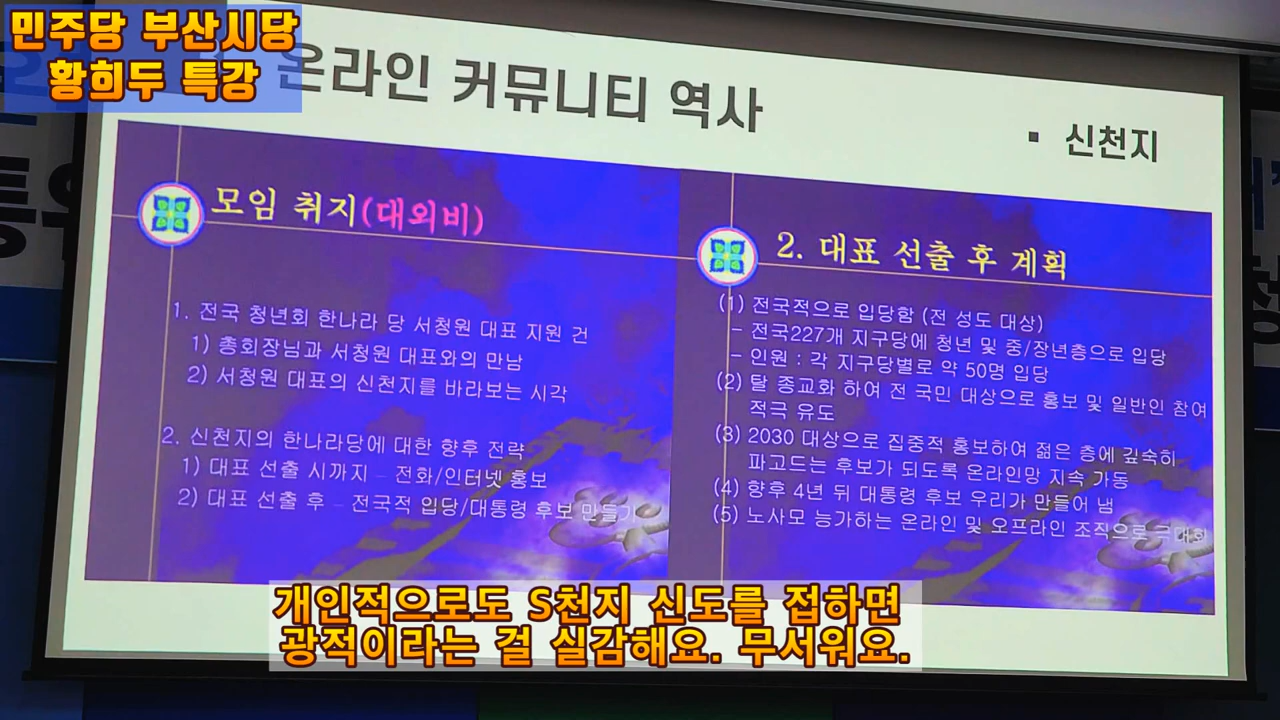 민주당 부산시당
황희두 특강
온라인 커뮤니티 역사
▪ 신천지
모임 취지(대외비)
1. 전국 청년회 한나라 당 서청원 대표 지원 건
1) 총회장님과 서청원 대표와의 만남
2) 서청원 대표의 신천지를 바라보는 시각
2. 신천지의 한나라당에 대한 향후 전략
1) 대표 선출 시까지 – 전화/인터넷 홍보
2) 대표 선출 후 – 전국적 입당/대통령 후보 만들기
2. 대표 선출 후 계획
(1) 전국적으로 입당함 (전 성도 대상)
– 전국227개 지구당에 청년 및 중/장년층으로 입당
– 인원 : 각 지구당별로 약 50명 입당
(2) 탈 종교화 하여 전 국민 대상으로 홍보 및 일반인 참여
적극 유도
(3) 2030 대상으로 집중적 홍보하여 젊은 층에 깊숙히
파고드는 후보가 되도록 온라인망 지속 가동
(4) 향후 4년 뒤 대통령 후보 우리가 만들어 냄
(5) 노사모 능가하는 온라인 및 오프라인 조직으로 극대화
개인적으로도 S천지 신도를 접하면
광적이라는 걸 실감해요. 무서워요.